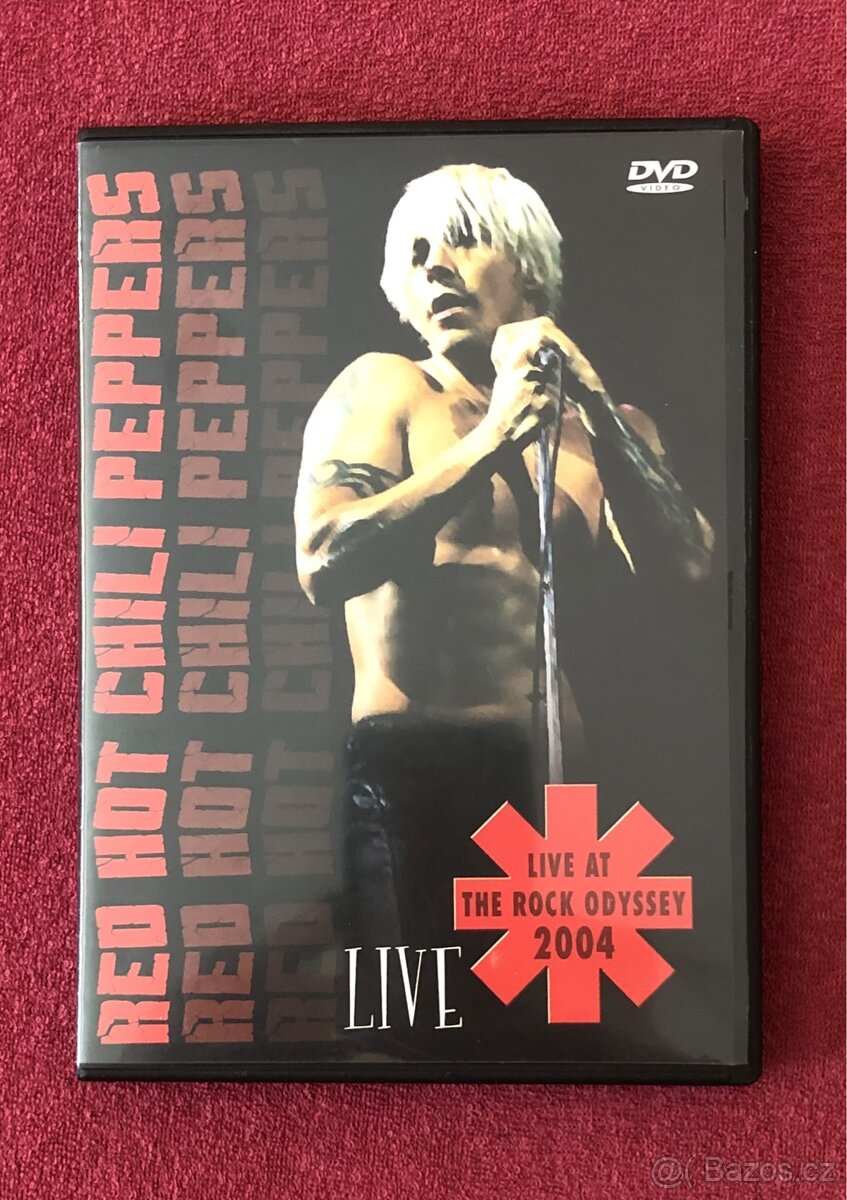 RED HOT CHILI PEPPERS
RED HOT CHILI PEPPERS
RED HOT CHILI PEPPERS
DVD
VIDEO
LIVE AT
THE ROCK ODYSSEY
2004
LIVE
@( Bazos.cz